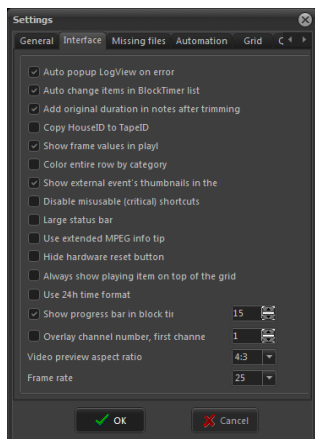 Settings
General Interface Missing files Automation Grid C
Auto popup LogView on error
Auto change items in BlockTimer list
Add original duration in notes after trimming
Copy HouseID to TapeID
Show frame values in playl
Color entire row by category
Show external event's thumbnails in the
Disable misusable (critical) shortcuts
Large status bar
Use extended MPEG info tip
Hide hardware reset button
Always show playing item on top of the grid
Use 24h time format
Show progress bar in block tir 15
Overlay channel number, first channe 1
Video preview aspect ratio 4:3
Frame rate 25
OK Cancel